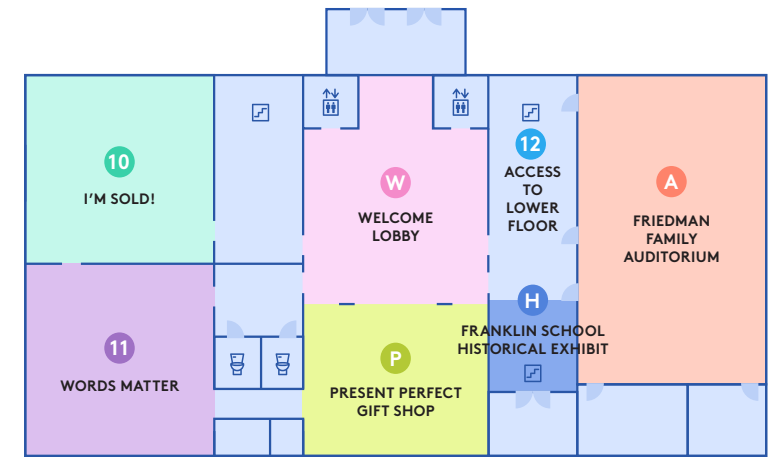 10
I'M SOLD!
W
WELCOME
LOBBY
12
ACCESS
TO
LOWER
FLOOR
A
FRIEDMAN
FAMILY
AUDITORIUM
11
WORDS MATTER
P
PRESENT PERFECT
GIFT SHOP
H
FRANKLIN SCHOOL
HISTORICAL EXHIBIT